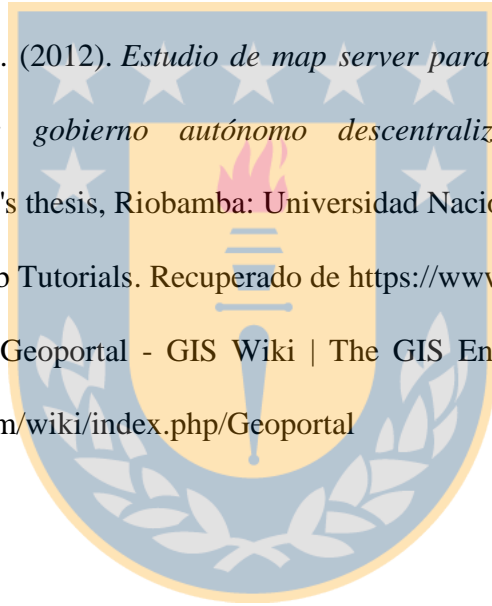 . (2012). Estudio de map server para
gobierno autónomo descentraliz
's thesis, Riobamba: Universidad Nacio
b Tutorials. Recuperado de https://www.
Geoportal - GIS Wiki | The GIS En
m/wiki/index.php/Geoportal